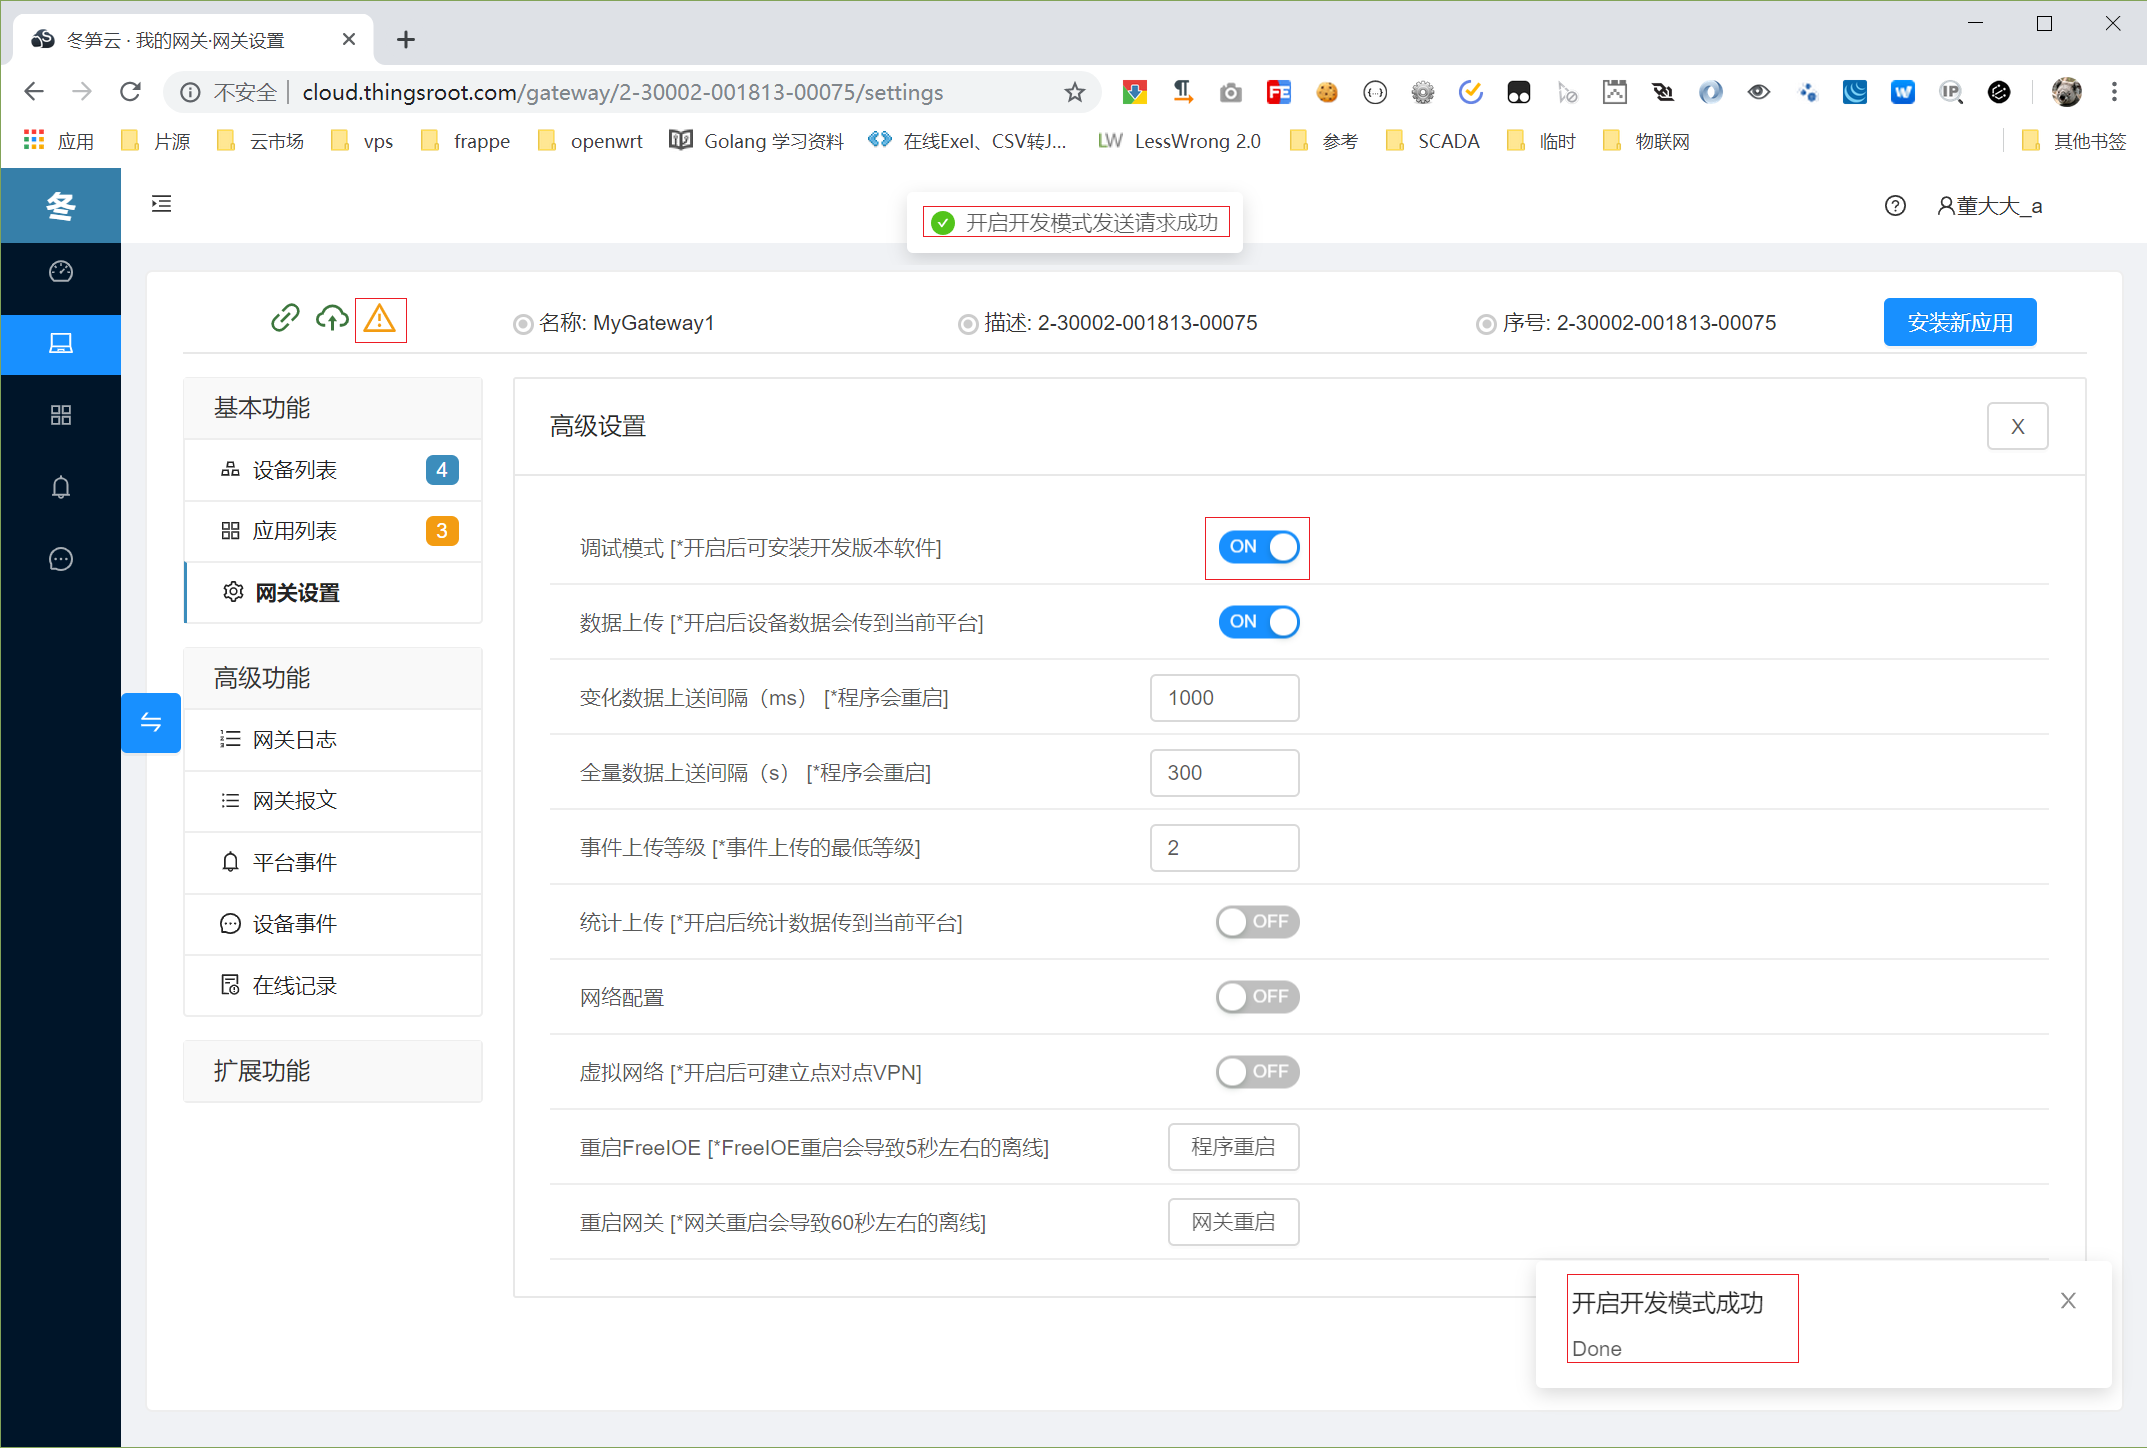 冬笋云 · 我的网关·网关设置
不安全 | cloud.thingsroot.com/gateway/2-30002-001813-00075/settings
应用 片源 云市场 vps frappe openwrt Golang 学习资料 在线Exel、CSV转J... LW LessWrong 2.0 参考 SCADA 临时 物联网 其他书签
冬
开启开发模式发送请求成功
董大大_a
名称: MyGateway1 描述: 2-30002-001813-00075 序号: 2-30002-001813-00075 安装新应用
基本功能
设备列表 4
应用列表 3
网关设置
高级功能
网关日志
网关报文
平台事件
设备事件
在线记录
扩展功能
高级设置 X
调试模式 [*开启后可安装开发版本软件] ON
数据上传 [*开启后设备数据会传到当前平台] ON
变化数据上送间隔（ms） [*程序会重启] 1000
全量数据上送间隔（s） [*程序会重启] 300
事件上传等级 [*事件上传的最低等级] 2
统计上传 [*开启后统计数据传到当前平台] OFF
网络配置 OFF
虚拟网络 [*开启后可建立点对点VPN] OFF
重启FreeIOE [*FreeIOE重启会导致5秒左右的离线] 程序重启
重启网关 [*网关重启会导致60秒左右的离线] 网关重启
开启开发模式成功 X
Done